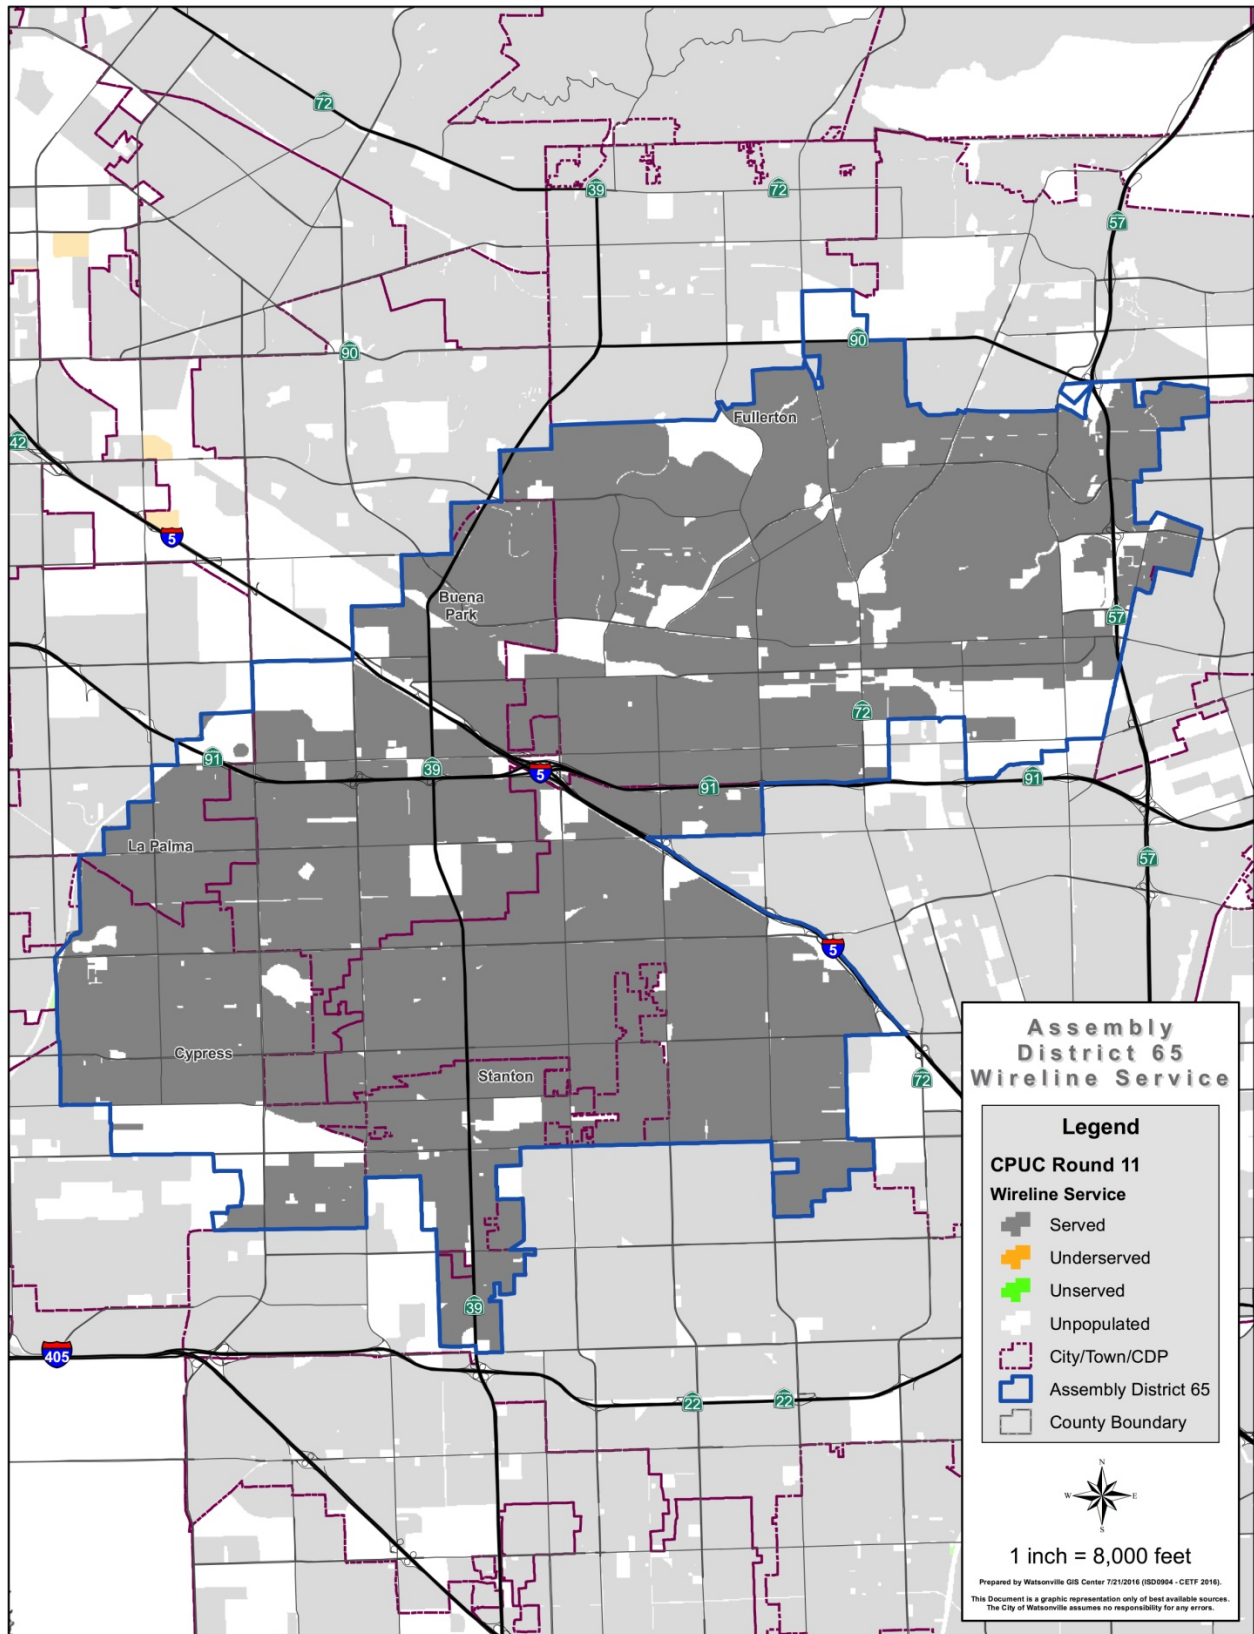 72
39
72
57
90
90
42
Fullerton
5
Buena
Park
57
72
91
39
5
91
91
La Palma
57
5
Cypress
Stanton
72
39
405
22
22
Assembly
District 65
Wireline Service
Legend
CPUC Round 11
Wireline Service
Served
Underserved
Unserved
Unpopulated
City/Town/CDP
Assembly District 65
County Boundary
N
W E
S
1 inch = 8,000 feet
Prepared by Watsonville GIS Center 7/21/2016 (ISD0904 - CETF 2016).
This Document is a graphic representation only of best available sources.
The City of Watsonville assumes no responsibility for any errors.